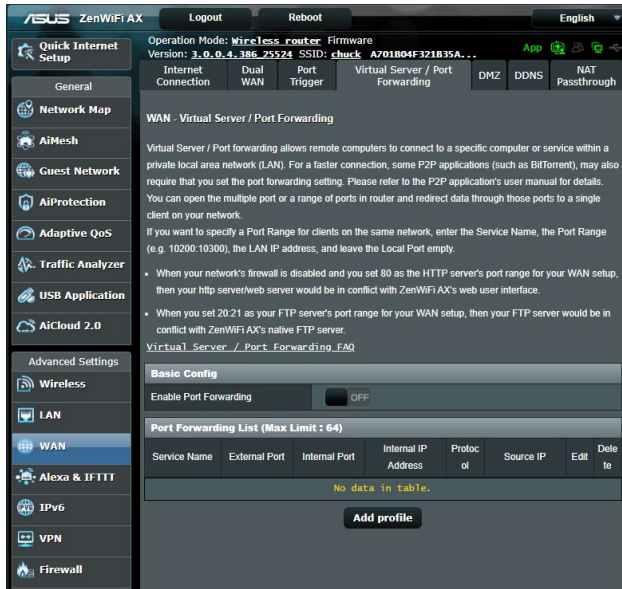 ASUS ZenWiFi AX Logout Reboot English
Quick Internet Setup
General
Network Map
AiMesh
Guest Network
AiProtection
Adaptive QoS
Traffic Analyzer
USB Application
AiCloud 2.0
Advanced Settings
Wireless
LAN
WAN
Alexa & IFTTT
IPv6
VPN
Firewall
Operation Mode: Wireless router Firmware
Version: 3.0.0.4.386_25524 SSID: chuck A701B04F321B35A...
App
Internet Connection
Dual WAN
Port Trigger
Virtual Server / Port Forwarding
DMZ
DDNS
NAT Passthrough
WAN - Virtual Server / Port Forwarding
Virtual Server / Port forwarding allows remote computers to connect to a specific computer or service within a
private local area network (LAN). For a faster connection, some P2P applications (such as BitTorrent), may also
require that you set the port forwarding setting. Please refer to the P2P application's user manual for details.
You can open the multiple port or a range of ports in router and redirect data through those ports to a single
client on your network.
If you want to specify a Port Range for clients on the same network, enter the Service Name, the Port Range
(e.g. 10200:10300), the LAN IP address, and leave the Local Port empty.
• When your network's firewall is disabled and you set 80 as the HTTP server's port range for your WAN setup,
then your http server/web server would be in conflict with ZenWiFi AX's web user interface.
• When you set 20:21 as your FTP server's port range for your WAN setup, then your FTP server would be in
conflict with ZenWiFi AX's native FTP server.
Virtual Server / Port Forwarding FAQ
Basic Config
Enable Port Forwarding OFF
Port Forwarding List (Max Limit : 64)
Service Name External Port Internal Port Internal IP Address Protocol Source IP Edit Delete
No data in table.
Add profile